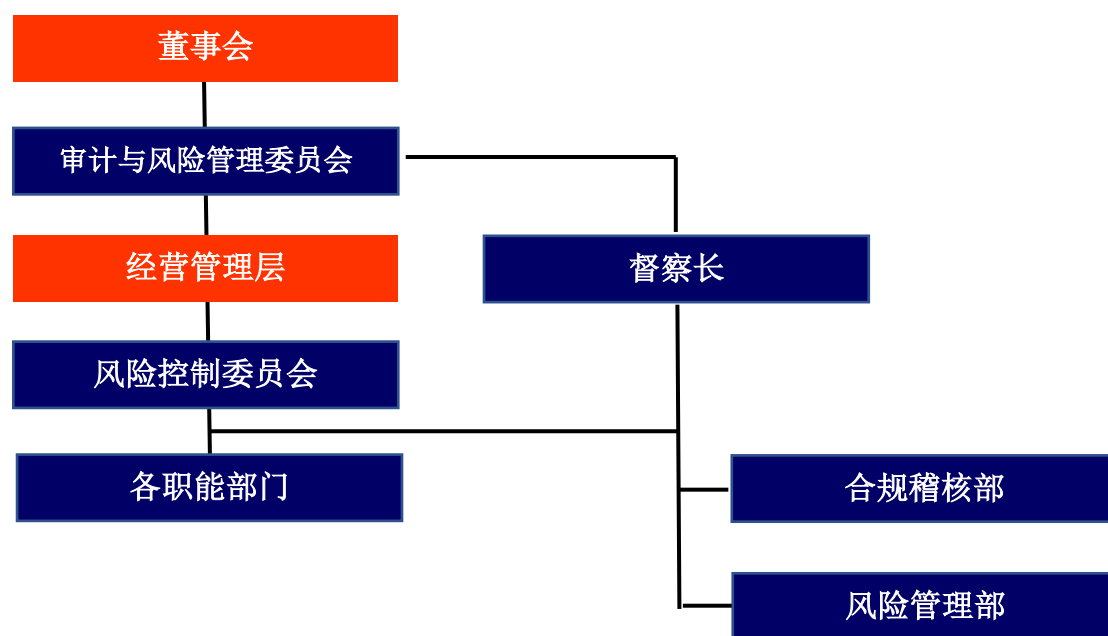 董事会
审计与风险管理委员会
经营管理层
督察长
风险控制委员会
各职能部门
合规稽核部
风险管理部